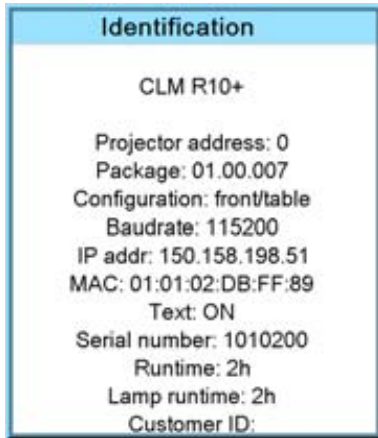 Identification
CLM R10+
Projector address: 0
Package: 01.00.007
Configuration: front/table
Baudrate: 115200
IP addr: 150.158.198.51
MAC: 01:01:02:DB:FF:89
Text: ON
Serial number: 1010200
Runtime: 2h
Lamp runtime: 2h
Customer ID: